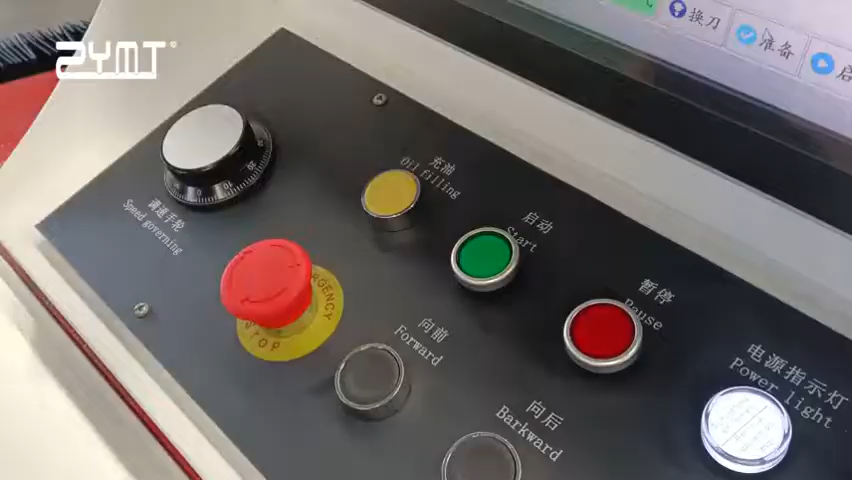 ZYMT®
换刀
准备
调速手轮
Speed governing
充油
Oil filling
启动
Start
暂停
Pause
EMERGENCY
STOP
向前
Forward
向后
Barkward
电源指示灯
Power light